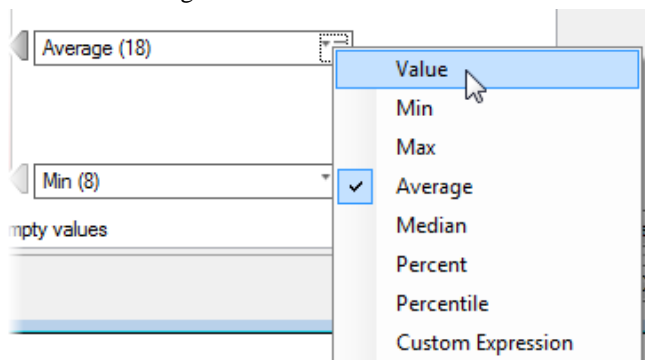 Average (18)
Value
Min
Max
Min (8)
Average
mpty values
Median
Percent
Percentile
Custom Expression